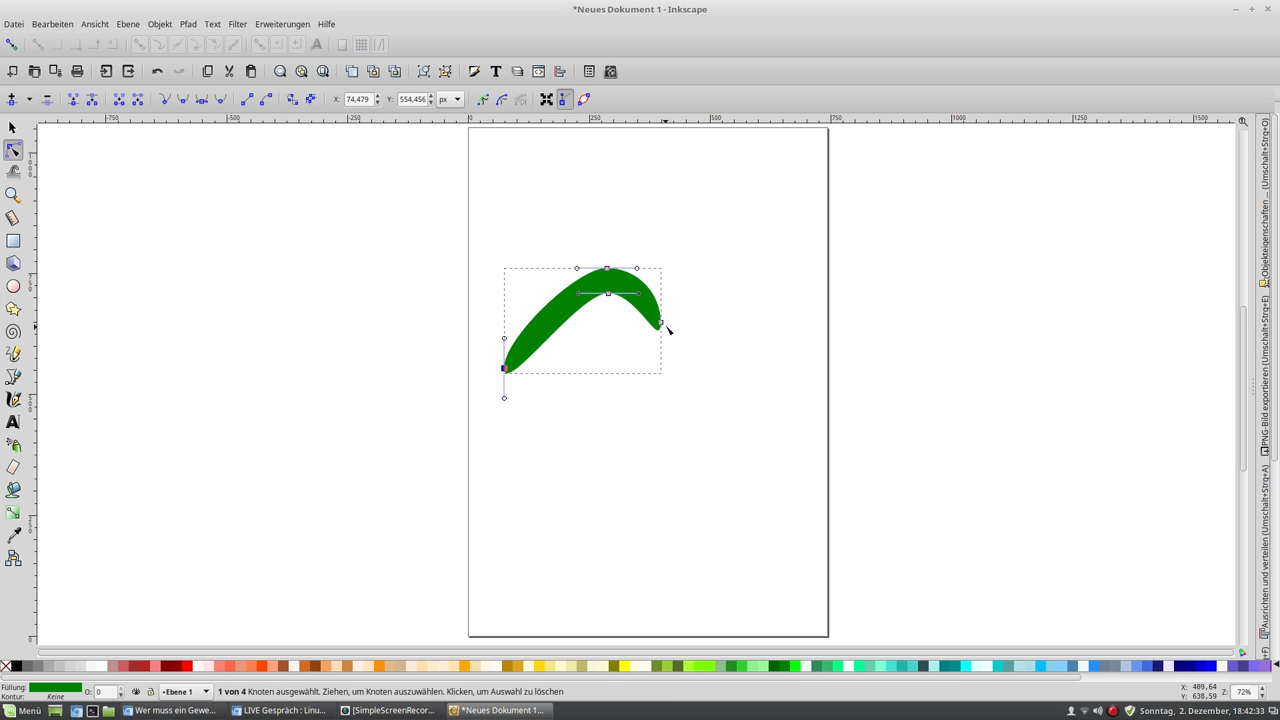 *Neues Dokument 1 - Inkscape
Datei Bearbeiten Ansicht Ebene Objekt Pfad Text Filter Erweiterungen Hilfe
X: 74,479 Y: 554,456 px
-750 -500 -250 0 250 500 750 1000 1250 1500
Objekteigenschaften ... (Umschalt+Strg+O)
PNG-Bild exportieren (Umschalt+Strg+E)
Ausrichten und verteilen (Umschalt+Strg+A)
Füllung:
Kontur: Keine
O: 0
•Ebene 1
1 von 4 Knoten ausgewählt. Ziehen, um Knoten auszuwählen. Klicken, um Auswahl zu löschen
X: 409,64
Y: 638,59
Z: 72%
Menü
Wer muss ein Gewe...
LIVE Gespräch : Linu...
[SimpleScreenRecor...
*Neues Dokument 1...
Sonntag, 2. Dezember, 18:42:33